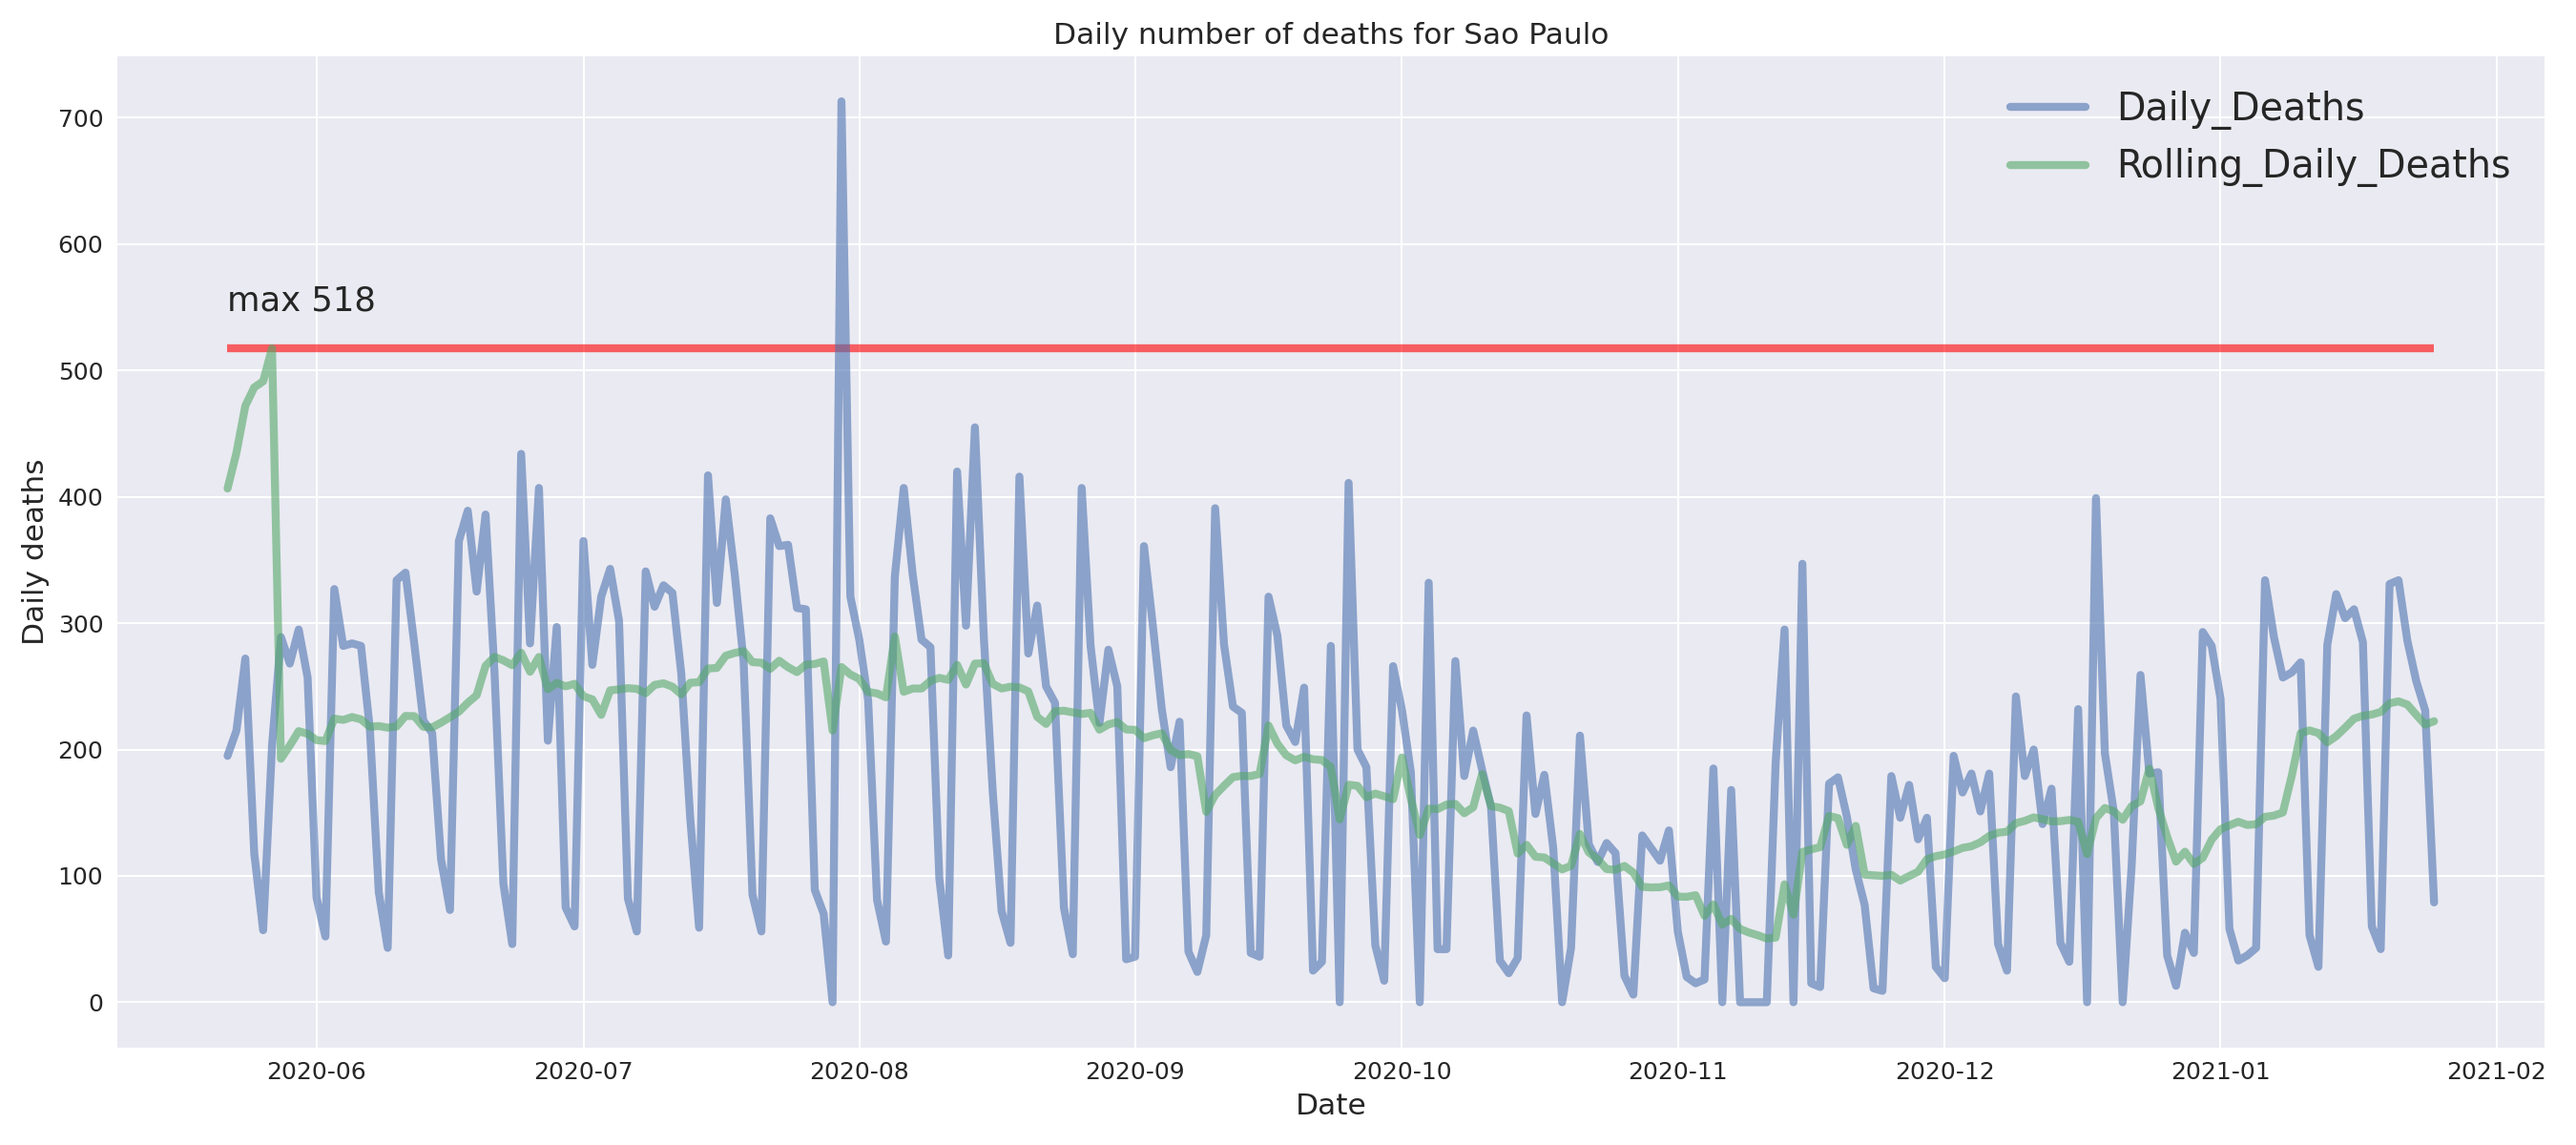 Daily number of deaths for Sao Paulo
Daily_Deaths
Rolling_Daily_Deaths
max 518
Daily deaths
700
600
500
400
300
200
100
0
2020-06 2020-07 2020-08 2020-09 2020-10 2020-11 2020-12 2021-01 2021-02
Date